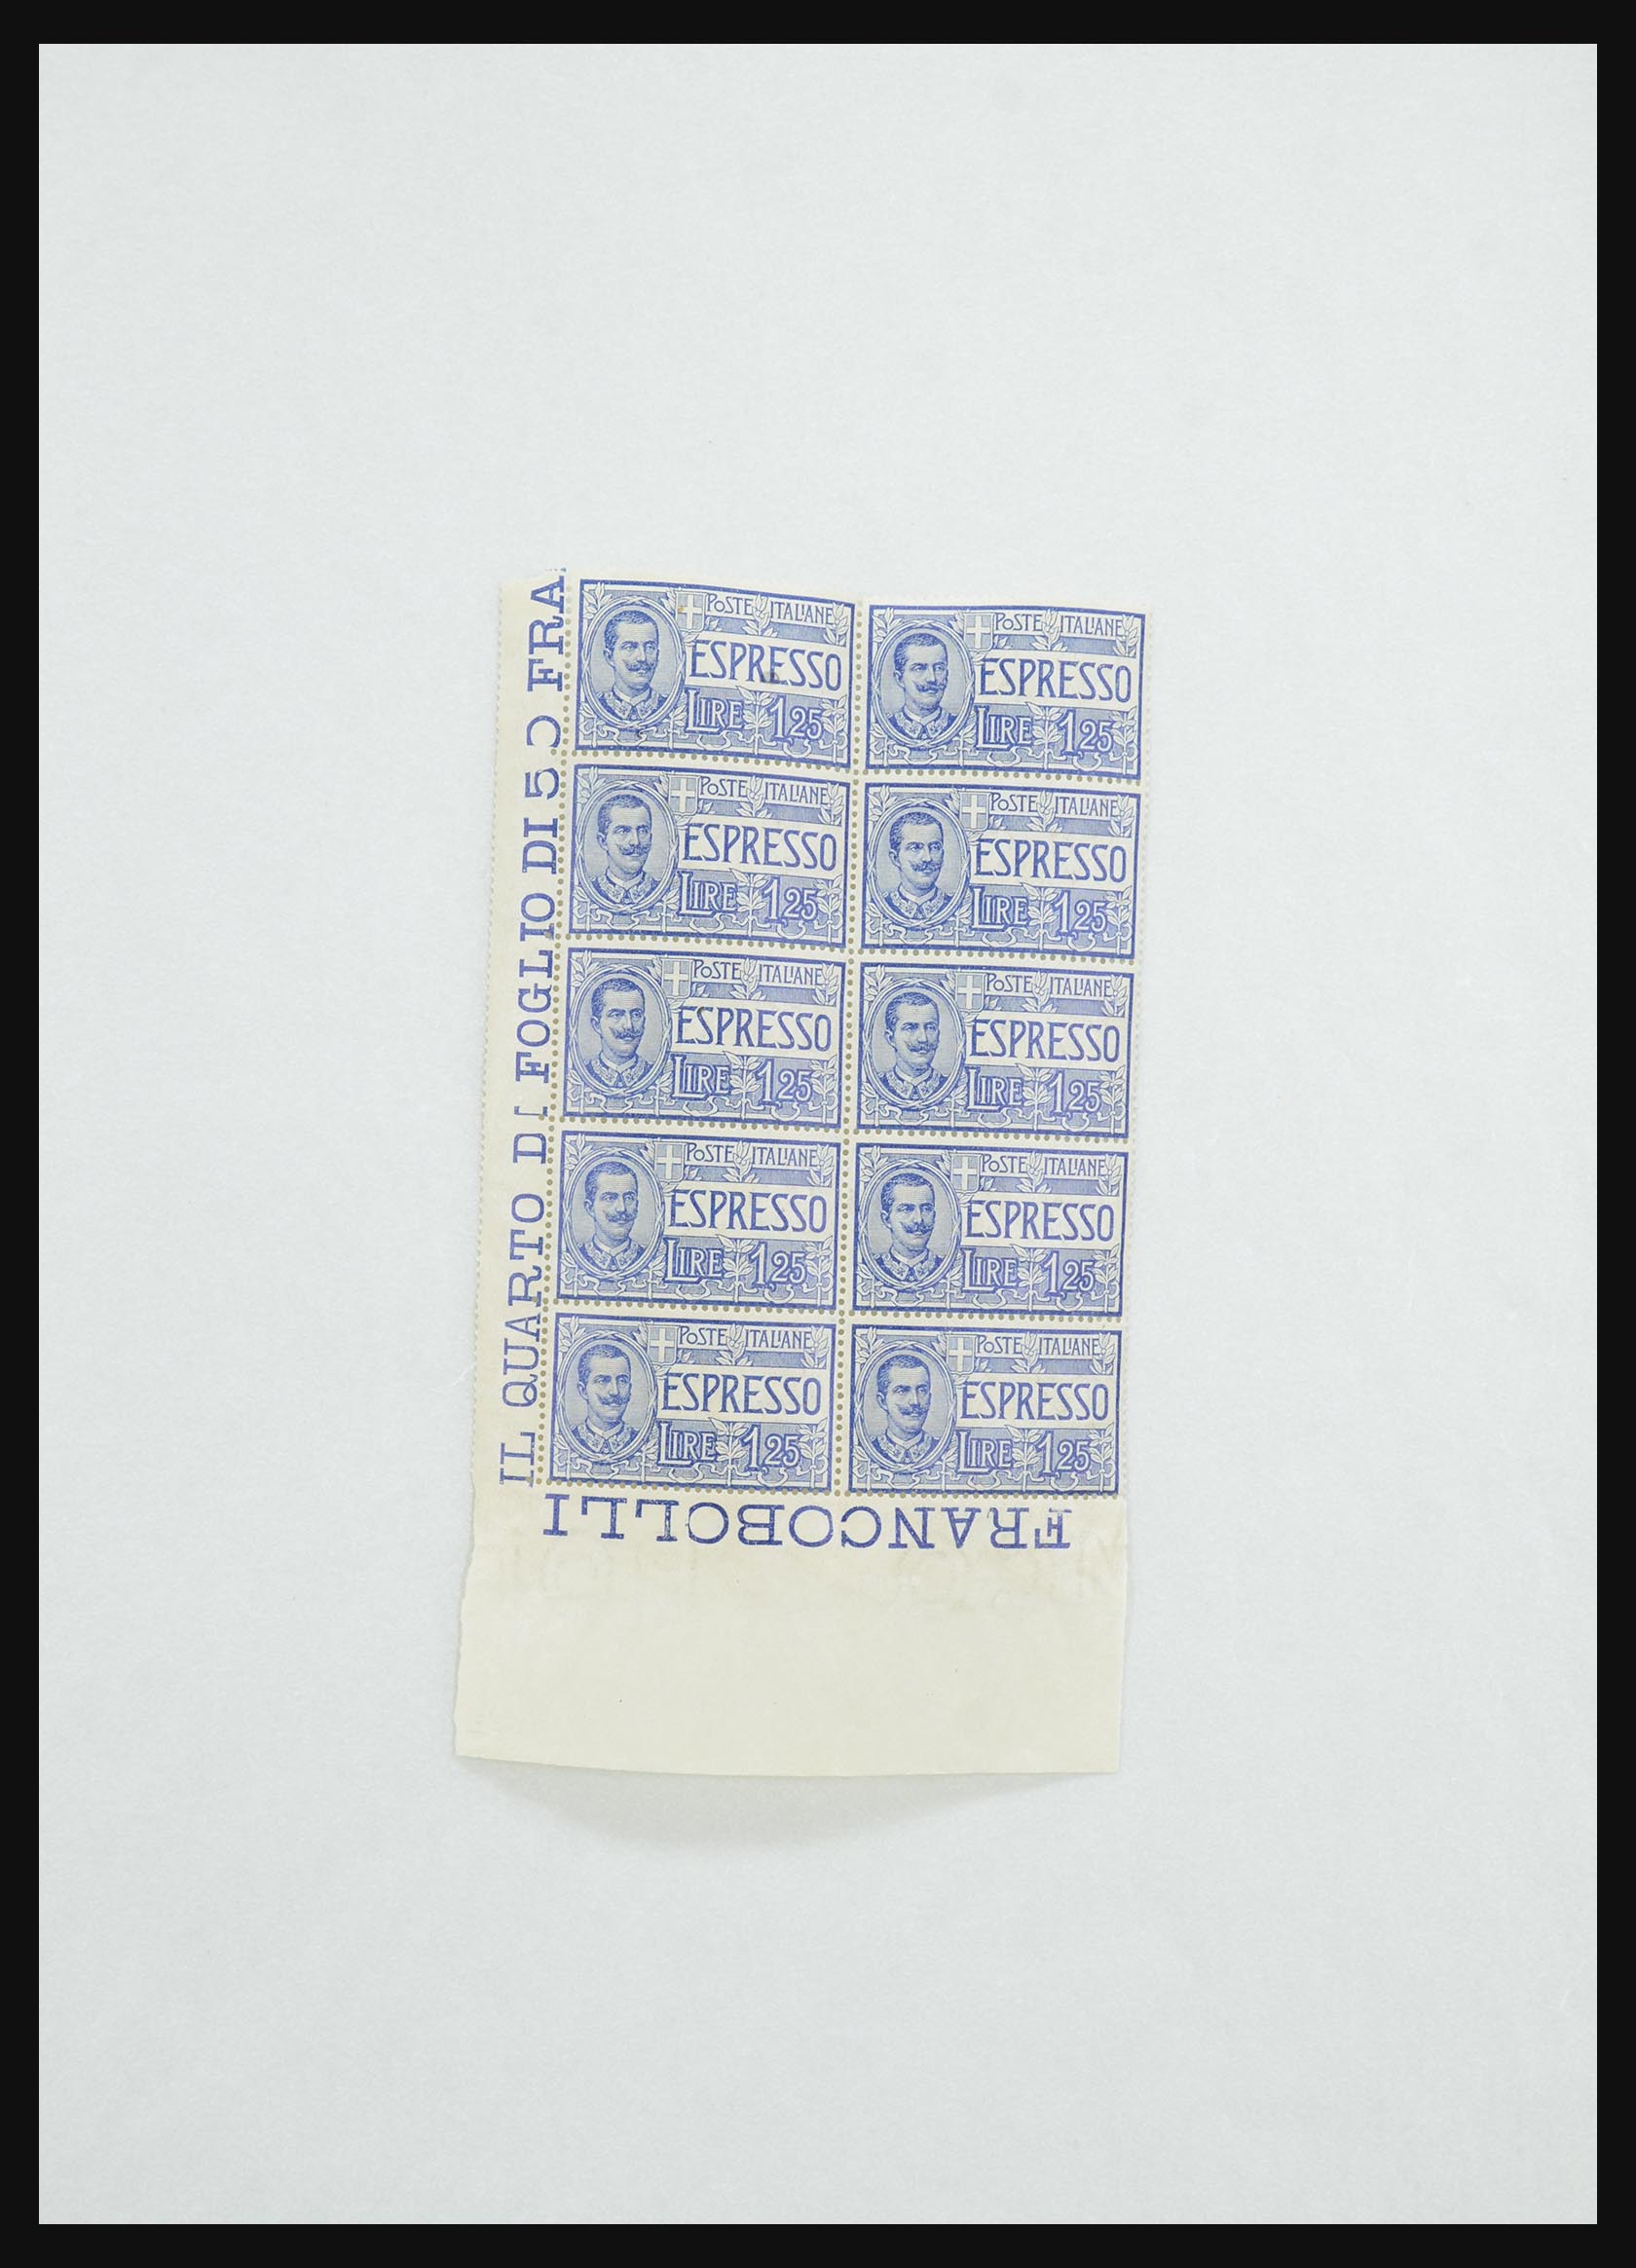 IL QUARTO DI FOGLIO DI 50 FRA
POSTE ITALIANE
ESPRESSO
LIRE 1,25
POSTE ITALIANE
ESPRESSO
LIRE 1,25
POSTE ITALIANE
ESPRESSO
LIRE 1,25
POSTE ITALIANE
ESPRESSO
LIRE 1,25
POSTE ITALIANE
ESPRESSO
LIRE 1,25
POSTE ITALIANE
ESPRESSO
LIRE 1,25
POSTE ITALIANE
ESPRESSO
LIRE 1,25
POSTE ITALIANE
ESPRESSO
LIRE 1,25
POSTE ITALIANE
ESPRESSO
LIRE 1,25
POSTE ITALIANE
ESPRESSO
LIRE 1,25
FRANCOBOLLI